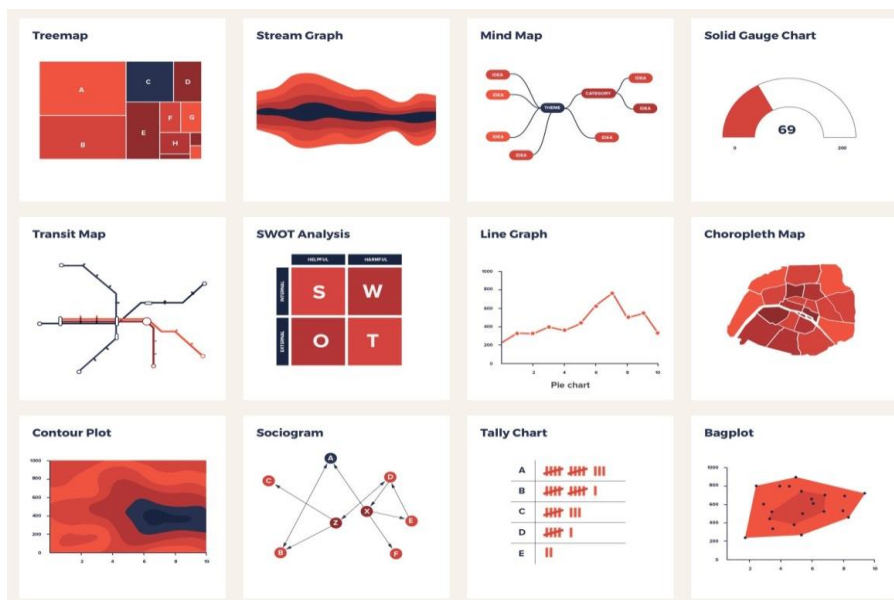 Treemap
A
B
C
D
E
F
G
H
Stream Graph
Mind Map
IDEA
IDEA
IDEA
IDEA
THEME
CATEGORY
IDEA
IDEA
IDEA
Solid Gauge Chart
69
0
200
Transit Map
SWOT Analysis
HELPFUL
HARMFUL
INTERNAL
EXTERNAL
S
W
O
T
Line Graph
1000
800
600
400
200
0
2
4
6
8
10
Pie chart
Choropleth Map
Contour Plot
1000
800
600
400
200
0
2
4
6
8
10
Sociogram
A
C
D
Z
X
E
B
F
Tally Chart
A
B
C
D
E
Bagplot
1000
800
600
400
200
0
2
4
6
8
10